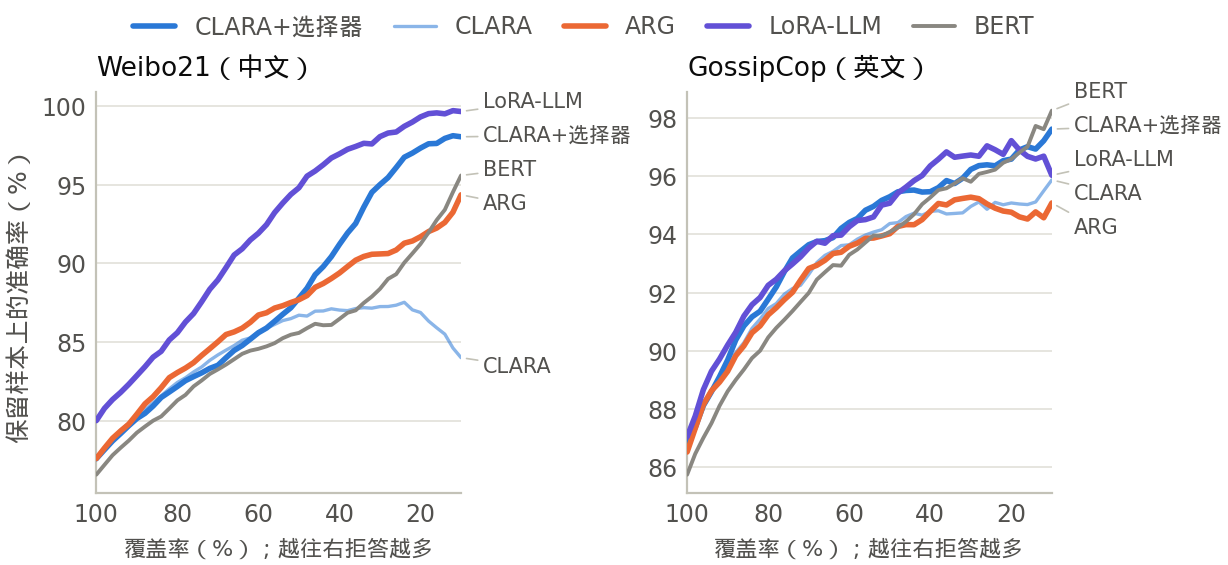 CLARA+选择器 CLARA ARG LoRA-LLM BERT
Weibo21（中文）
GossipCop（英文）
保留样本上的准确率（%）
100
95
90
85
80
100 80 60 40 20
覆盖率（%）；越往右拒答越多
LoRA-LLM
CLARA+选择器
BERT
ARG
CLARA
98
96
94
92
90
88
86
100 80 60 40 20
覆盖率（%）；越往右拒答越多
BERT
CLARA+选择器
LoRA-LLM
CLARA
ARG